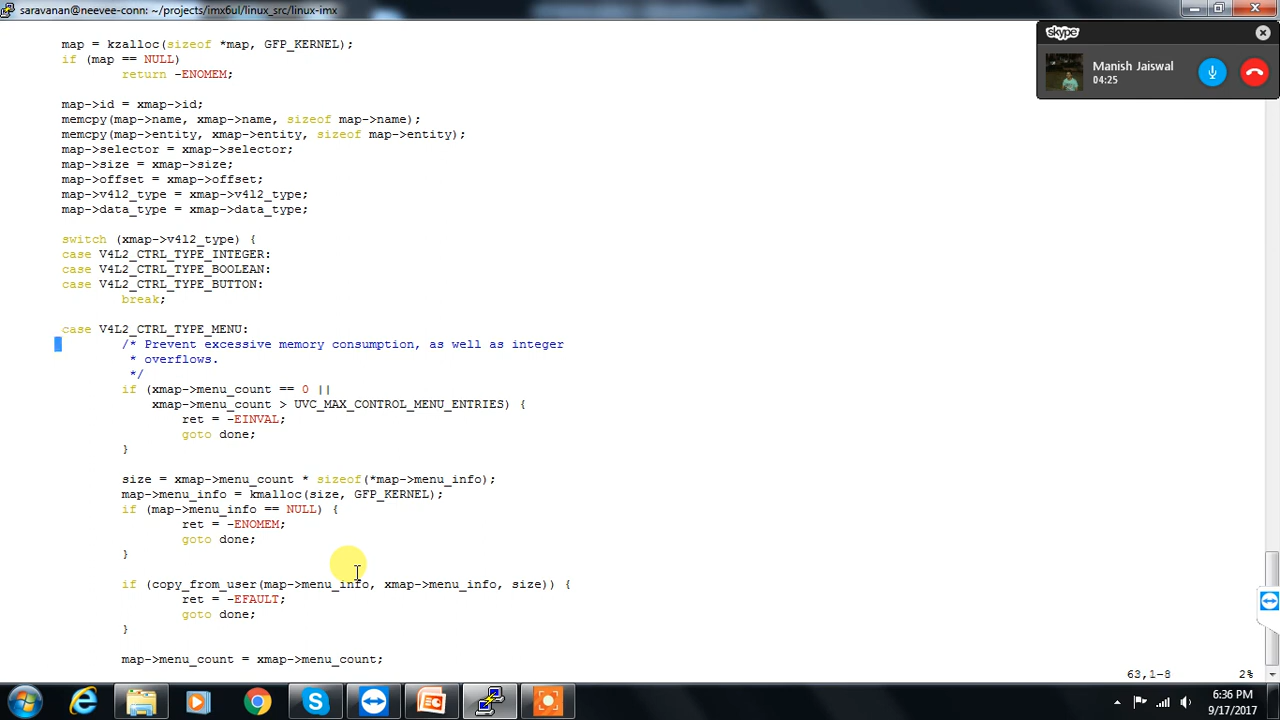 saravanan@neevee-conn: ~/projects/imx6ul/linux_src/linux-imx
map = kzalloc(sizeof *map, GFP_KERNEL);
if (map == NULL)
return -ENOMEM;
map->id = xmap->id;
memcpy(map->name, xmap->name, sizeof map->name);
memcpy(map->entity, xmap->entity, sizeof map->entity);
map->selector = xmap->selector;
map->size = xmap->size;
map->offset = xmap->offset;
map->v4l2_type = xmap->v4l2_type;
map->data_type = xmap->data_type;
switch (xmap->v4l2_type) {
case V4L2_CTRL_TYPE_INTEGER:
case V4L2_CTRL_TYPE_BOOLEAN:
case V4L2_CTRL_TYPE_BUTTON:
break;
case V4L2_CTRL_TYPE_MENU:
/* Prevent excessive memory consumption, as well as integer
* overflows.
*/
if (xmap->menu_count == 0 ||
xmap->menu_count > UVC_MAX_CONTROL_MENU_ENTRIES) {
ret = -EINVAL;
goto done;
}
size = xmap->menu_count * sizeof(*map->menu_info);
map->menu_info = kmalloc(size, GFP_KERNEL);
if (map->menu_info == NULL) {
ret = -ENOMEM;
goto done;
}
if (copy_from_user(map->menu_info, xmap->menu_info, size)) {
ret = -EFAULT;
goto done;
}
map->menu_count = xmap->menu_count;
63,1-8 2%
skype
Manish Jaiswal
04:25
6:36 PM
9/17/2017